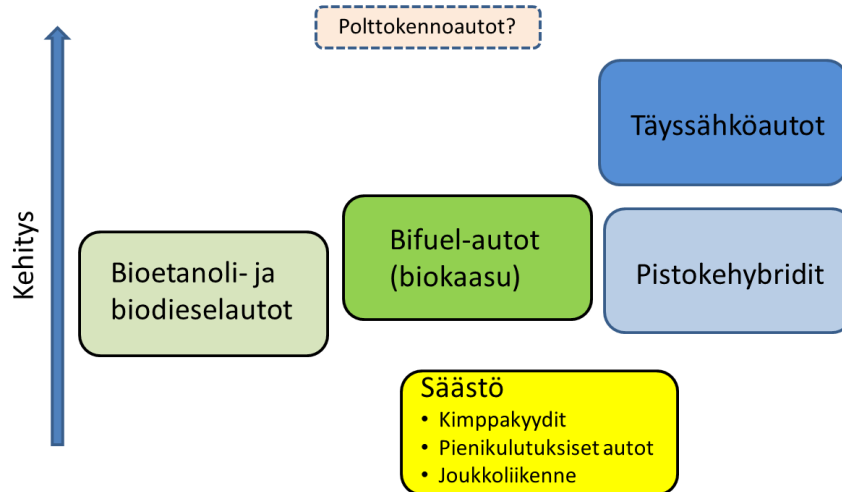 Polttokennoautot?
Täyssähköautot
Kehitys
Bioetanoli- ja
biodieselautot
Bifuel-autot
(biokaasu)
Pistokehybridit
Säästö
• Kimppakyydit
• Pienikulutuksiset autot
• Joukkoliikenne